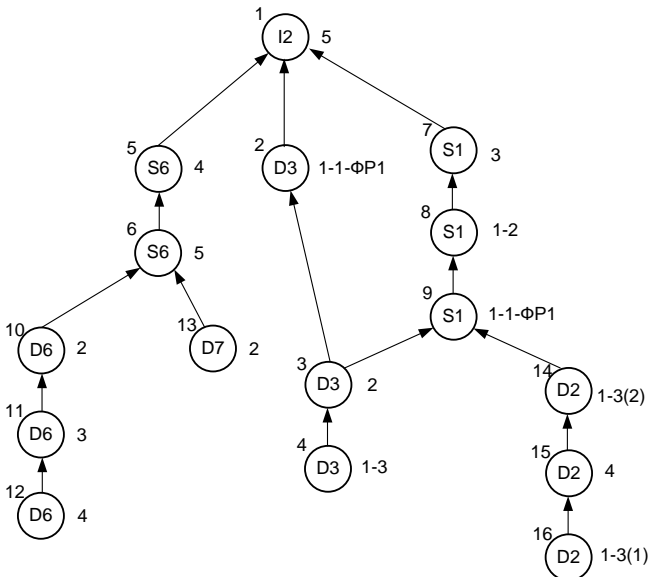 1 I2 5
5 S6 4
2 D3 1-1-ФР1
7 S1 3
8 S1 1-2
6 S6 5
9 S1 1-1-ФР1
10 D6 2
13 D7 2
3 D3 2
14 D2 1-3(2)
11 D6 3
4 D3 1-3
15 D2 4
12 D6 4
16 D2 1-3(1)